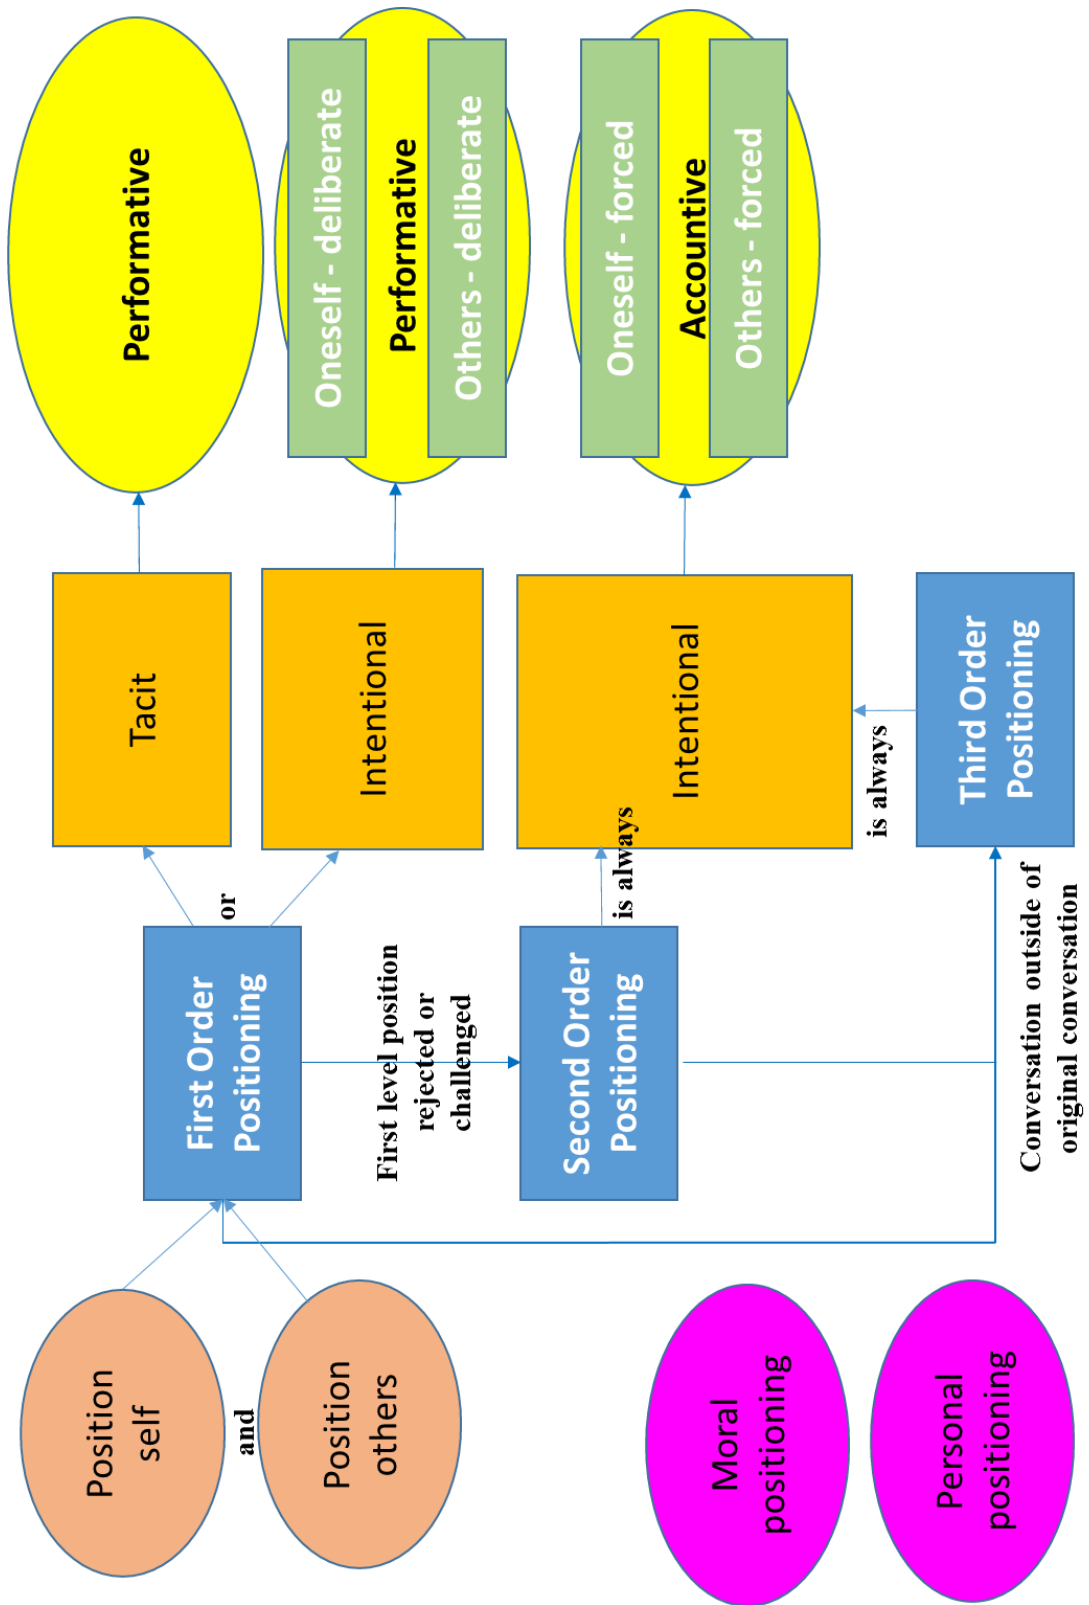 Position
self
and
Position
others
Moral
positioning
Personal
positioning
First Order
Positioning
or
First level position
rejected or
challenged
Second Order
Positioning
is always
Conversation outside of
original conversation
Third Order
Positioning
is always
Tacit
Intentional
Intentional
Performative
Oneself - deliberate
Performative
Others - deliberate
Oneself - forced
Accountive
Others - forced